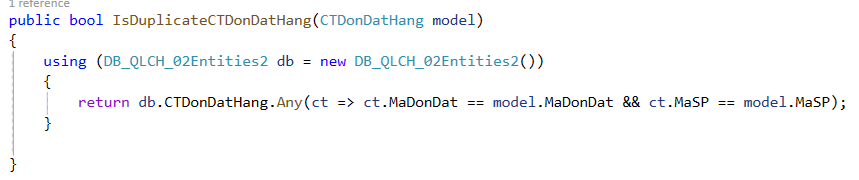 1 reference
public bool IsDuplicateCTDonDatHang(CTDonDatHang model)
{
using (DB_QLCH_02Entities2 db = new DB_QLCH_02Entities2())
{
return db.CTDonDatHang.Any(ct => ct.MaDonDat == model.MaDonDat && ct.MaSP == model.MaSP);
}
}